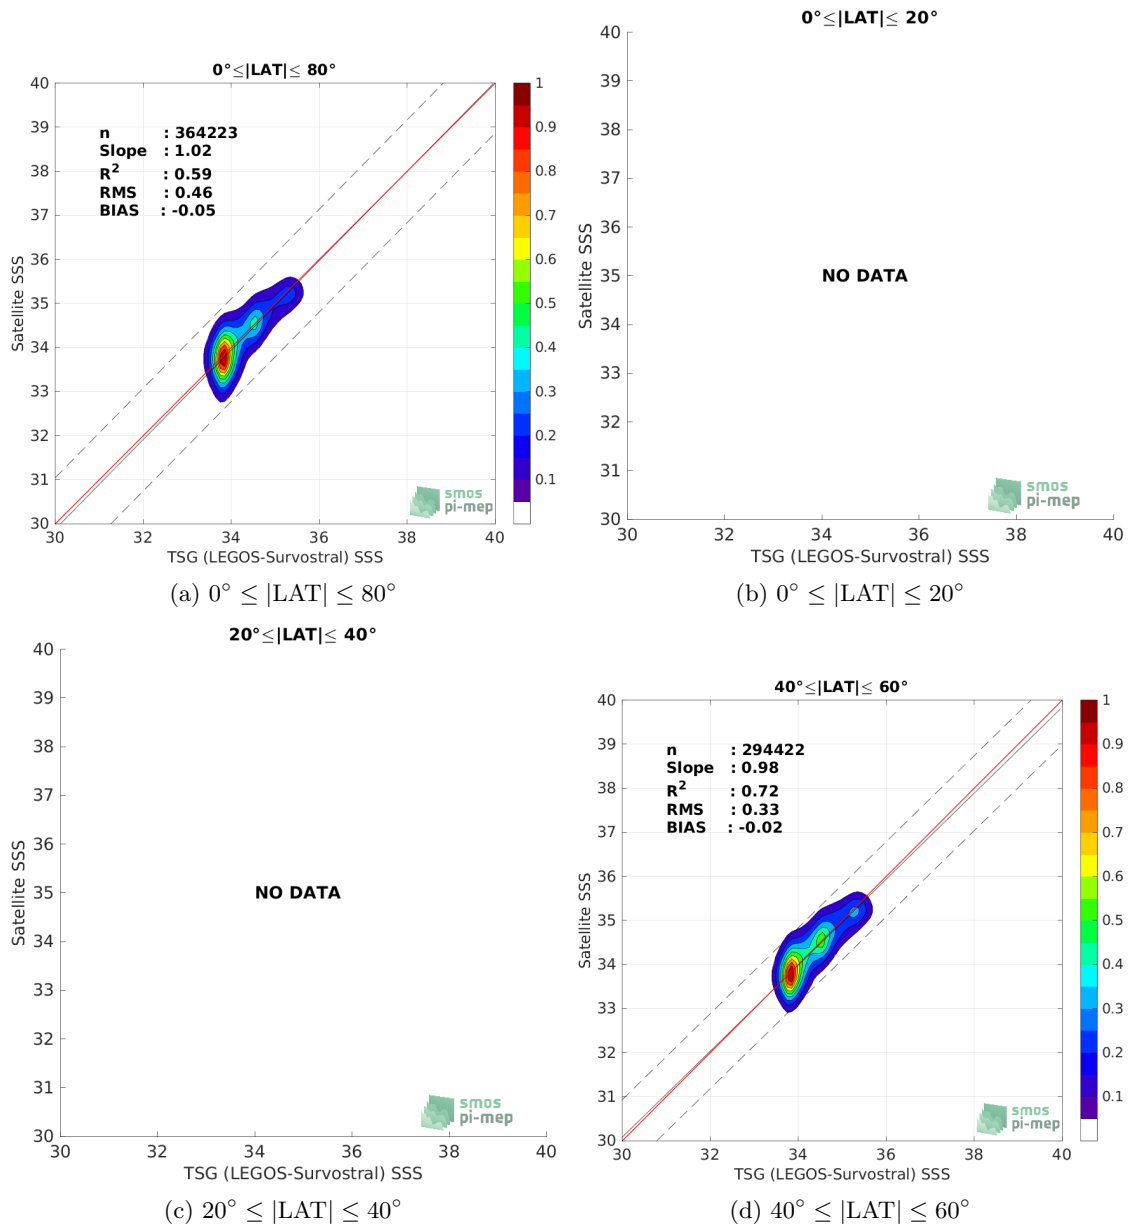 0°≤|LAT|≤ 80°
40
39
38
37
36
35
34
33
32
31
30
Satellite SSS
n : 364223
Slope : 1.02
R² : 0.59
RMS : 0.46
BIAS : -0.05
smos
pi-mep
30 32 34 36 38 40
TSG (LEGOS-Survostral) SSS
1
0.9
0.8
0.7
0.6
0.5
0.4
0.3
0.2
0.1
(a) 0° ≤ |LAT| ≤ 80°
0°≤|LAT|≤ 20°
40
39
38
37
36
35
34
33
32
31
30
Satellite SSS
NO DATA
smos
pi-mep
30 32 34 36 38 40
TSG (LEGOS-Survostral) SSS
(b) 0° ≤ |LAT| ≤ 20°
20°≤|LAT|≤ 40°
40
39
38
37
36
35
34
33
32
31
30
Satellite SSS
NO DATA
smos
pi-mep
30 32 34 36 38 40
TSG (LEGOS-Survostral) SSS
(c) 20° ≤ |LAT| ≤ 40°
40°≤|LAT|≤ 60°
40
39
38
37
36
35
34
33
32
31
30
Satellite SSS
n : 294422
Slope : 0.98
R² : 0.72
RMS : 0.33
BIAS : -0.02
smos
pi-mep
30 32 34 36 38 40
TSG (LEGOS-Survostral) SSS
1
0.9
0.8
0.7
0.6
0.5
0.4
0.3
0.2
0.1
(d) 40° ≤ |LAT| ≤ 60°